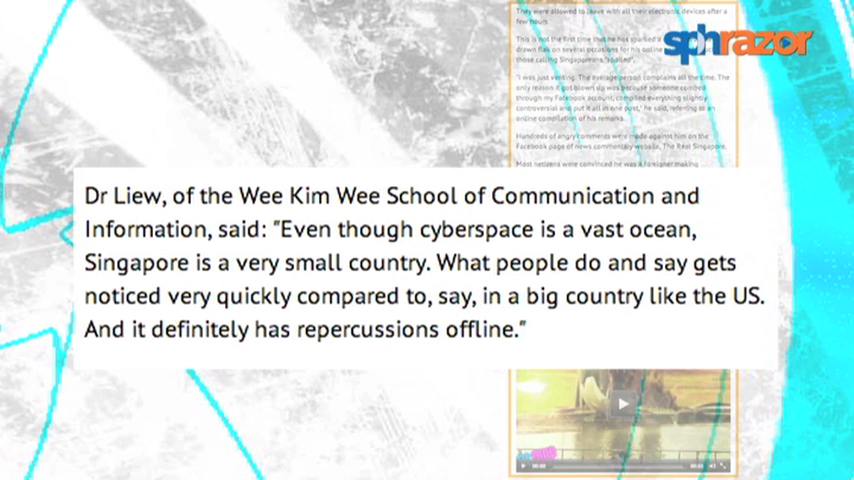 They were allowed to leave with all their electronic devices after a
few hours
This is not the first time that he has sparked
drawn flak on several occasions for his online
those calling Singaporeans "spoiled".
"I was just venting. The average person complains all the time. The
only reason it got blown up was because someone combed
through my Facebook account, compiled everything slightly
controversial and put it all in one post," he said, referring to an
online compilation of his remarks.
Hundreds of angry comments were made against him on the
Facebook page of news commentary website, The Real Singapore.
Most netizens were convinced he was a foreigner making
sphrazor
Dr Liew, of the Wee Kim Wee School of Communication and
Information, said: "Even though cyberspace is a vast ocean,
Singapore is a very small country. What people do and say gets
noticed very quickly compared to, say, in a big country like the US.
And it definitely has repercussions offline."
00:00